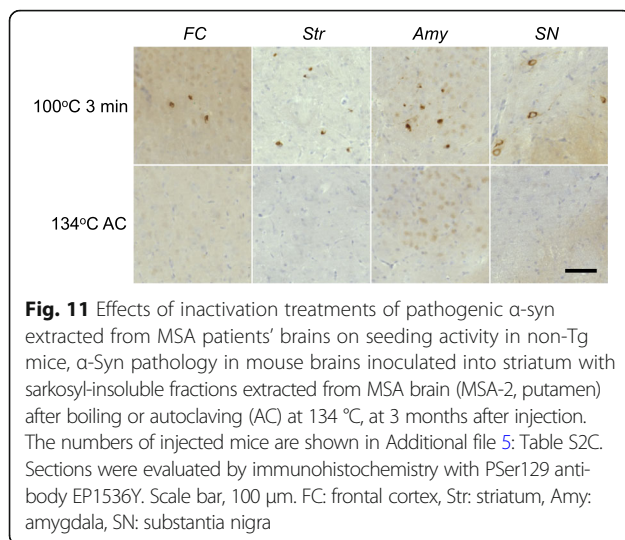 FC Str Amy SN
100°C 3 min
134°C AC
Fig. 11 Effects of inactivation treatments of pathogenic α-syn
extracted from MSA patients’ brains on seeding activity in non-Tg
mice, α-Syn pathology in mouse brains inoculated into striatum with
sarkosyl-insoluble fractions extracted from MSA brain (MSA-2, putamen)
after boiling or autoclaving (AC) at 134 °C, at 3 months after injection.
The numbers of injected mice are shown in Additional file 5: Table S2C.
Sections were evaluated by immunohistochemistry with PSer129 anti-
body EP1536Y. Scale bar, 100 μm. FC: frontal cortex, Str: striatum, Amy:
amygdala, SN: substantia nigra